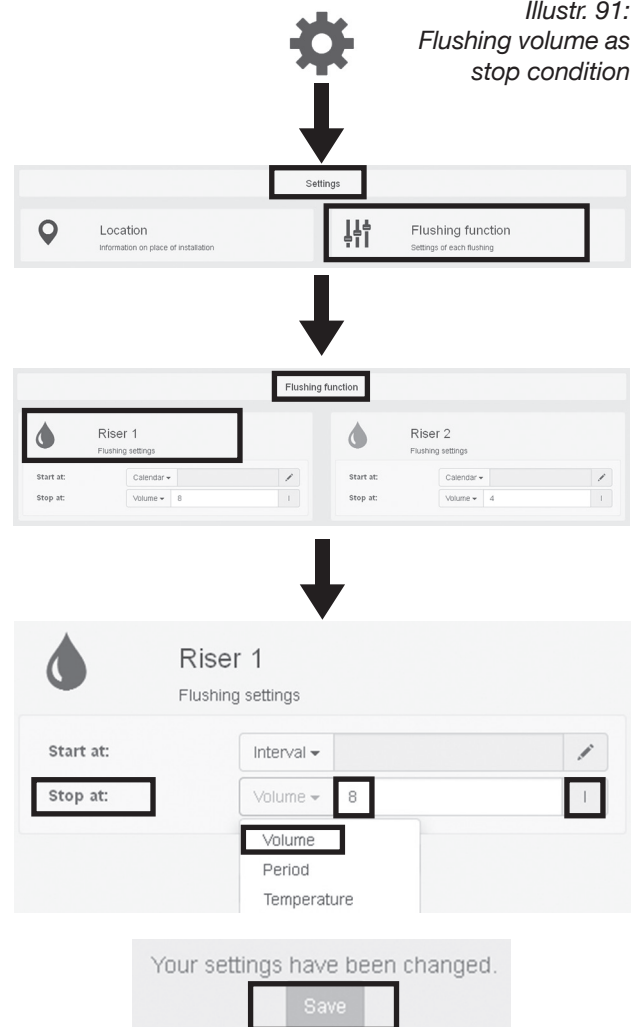 Illustr. 91:
Flushing volume as
stop condition
Settings
Location
Information on place of installation
Flushing function
Settings of each flushing
Flushing function
Riser 1
Flushing settings
Start at:
Calendar
Stop at:
Volume
8
l
Riser 2
Flushing settings
Start at:
Calendar
Stop at:
Volume
4
l
Riser 1
Flushing settings
Start at:
Interval
Stop at:
Volume
8
l
Volume
Period
Temperature
Your settings have been changed.
Save